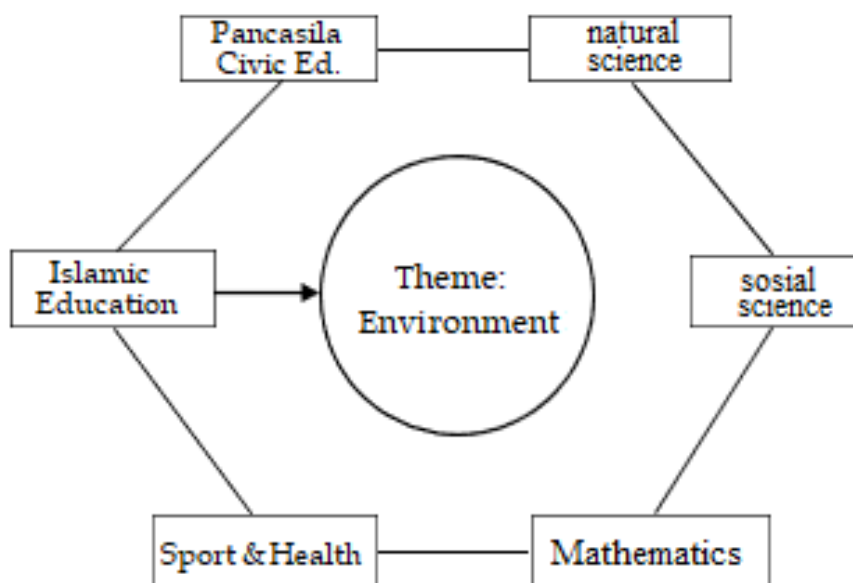 Pancasila
Civic Ed.
natural
science
Islamic
Education
Theme:
Environment
sosial
science
Sport & Health
Mathematics